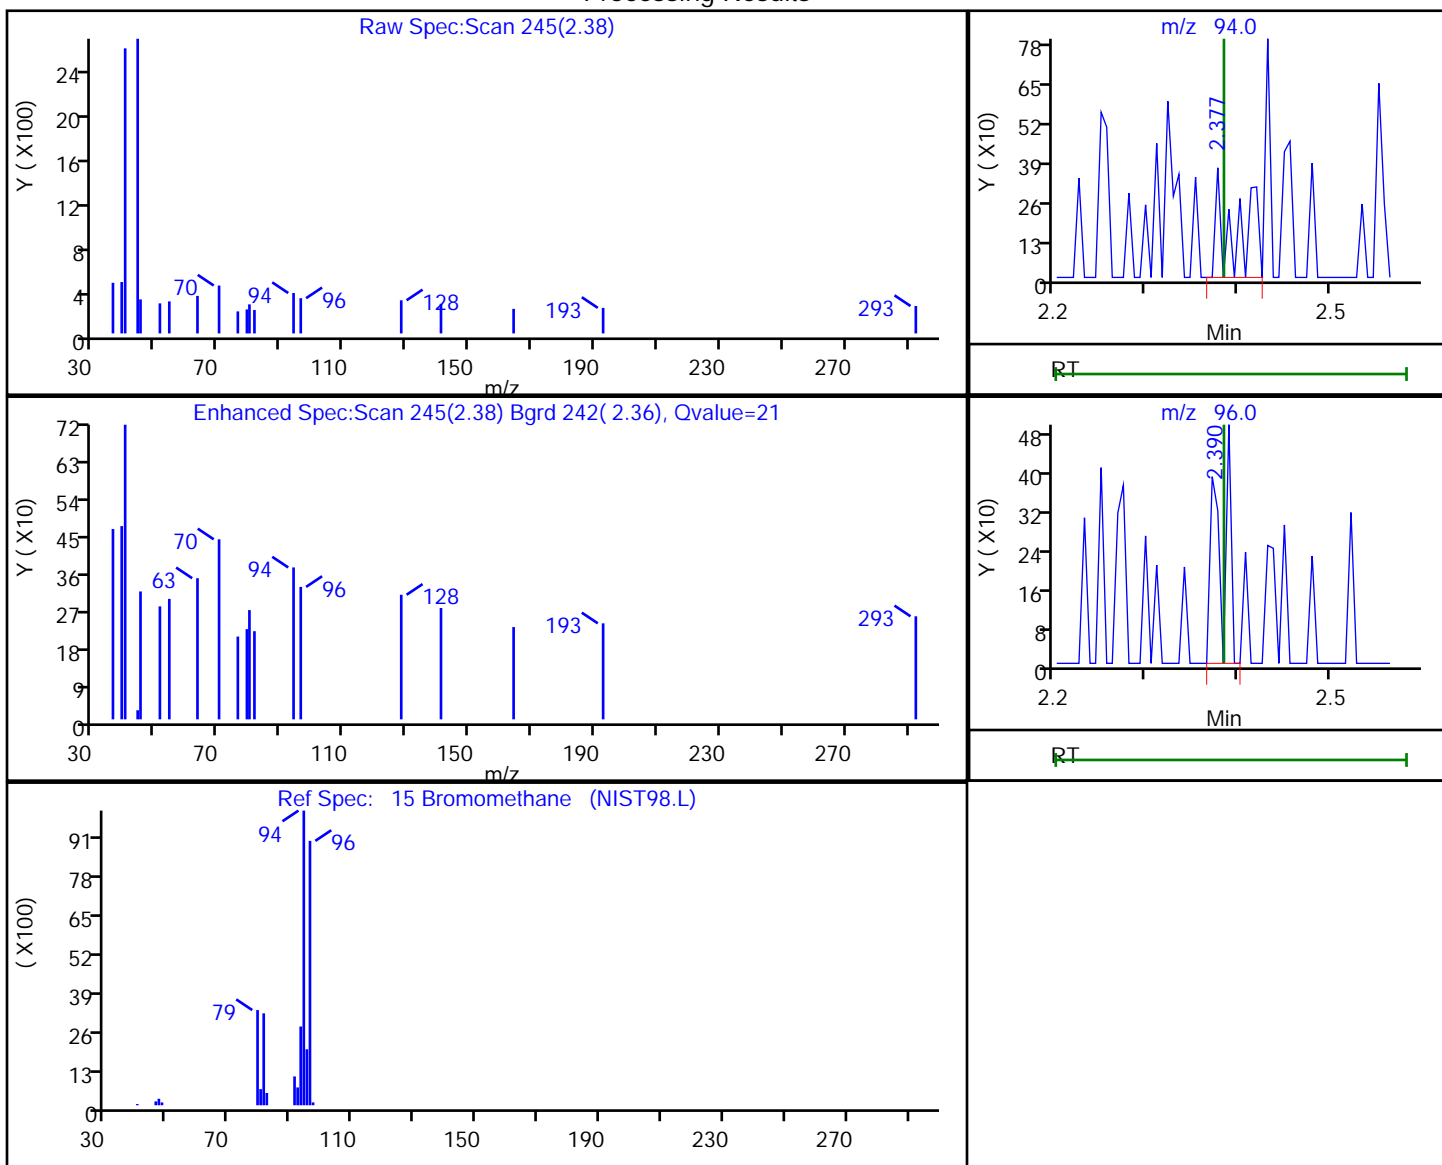 Processing Results
Raw Spec:Scan 245(2.38)
Y ( X100)
24
20
16
12
8
4
0
70
94
96
128
193
293
30 70 110 150 190 230 270
m/z
m/z 94.0
Y ( X10)
78
65
52
39
26
13
0
2.377
2.2 2.5
Min
RT
Enhanced Spec:Scan 245(2.38) Bgrd 242( 2.36), Qvalue=21
Y ( X10)
72
63
54
45
36
27
18
9
0
63
70
94
96
128
193
293
30 70 110 150 190 230 270
m/z
m/z 96.0
Y ( X10)
48
40
32
24
16
8
0
2.390
2.2 2.5
Min
RT
Ref Spec: 15 Bromomethane (NIST98.L)
( X100)
91
78
65
52
39
26
13
0
79
94
96
30 70 110 150 190 230 270